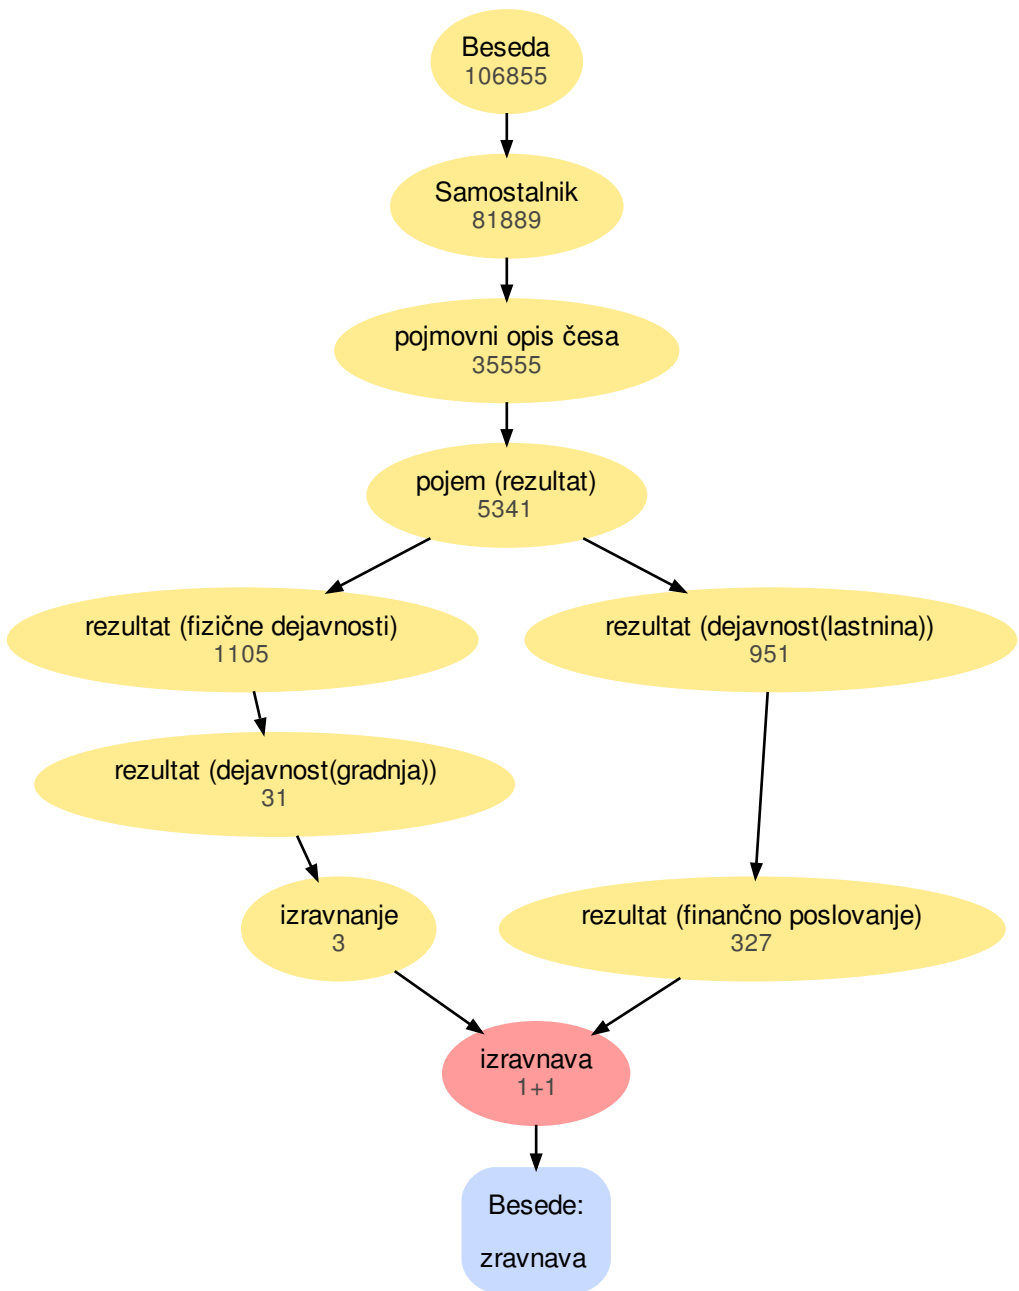 Beseda
106855
Samostalnik
81889
pojmovni opis česa
35555
pojem (rezultat)
5341
rezultat (fizične dejavnosti)
1105
rezultat (dejavnost(lastnina))
951
rezultat (dejavnost(gradnja))
31
izravnanje
3
rezultat (finančno poslovanje)
327
izravnava
1+1
Besede:
zravnava